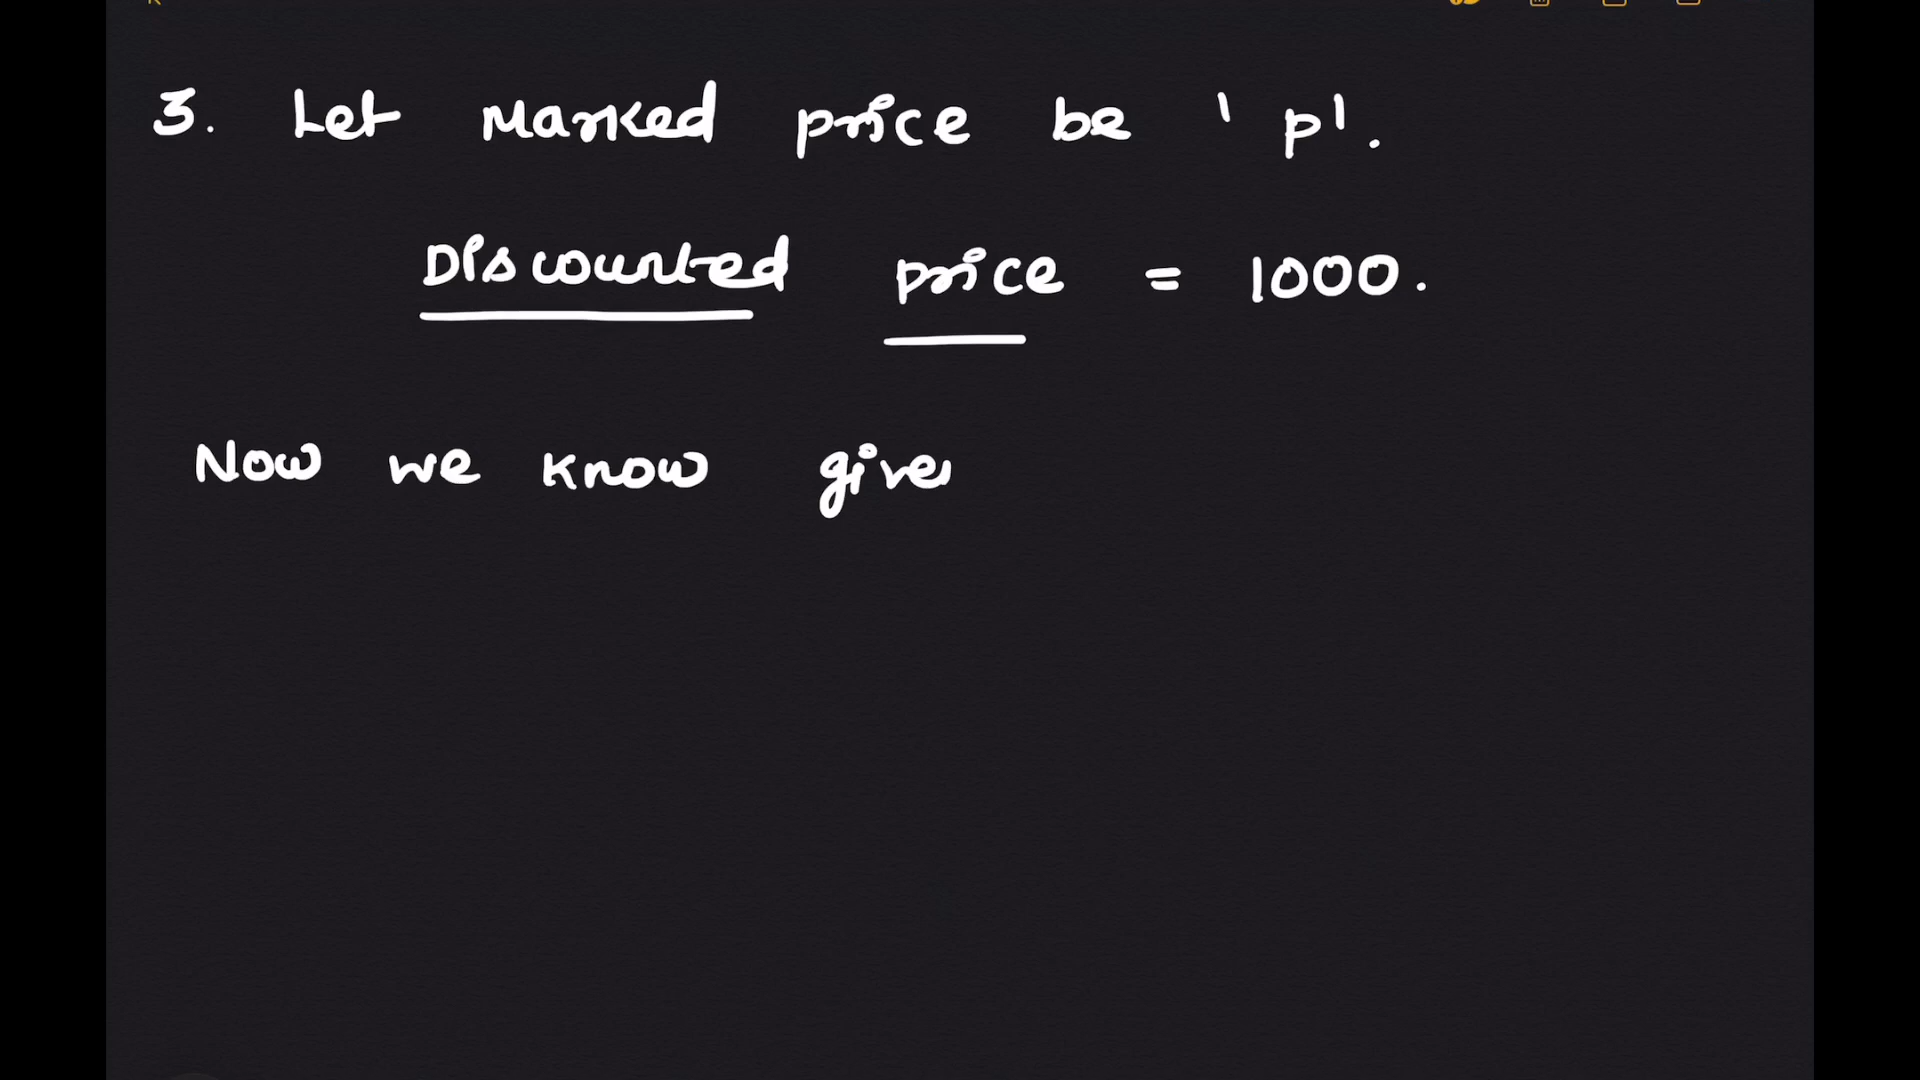 3. Let Marked price be 'p'.
Discounted price = 1000.
Now we know give